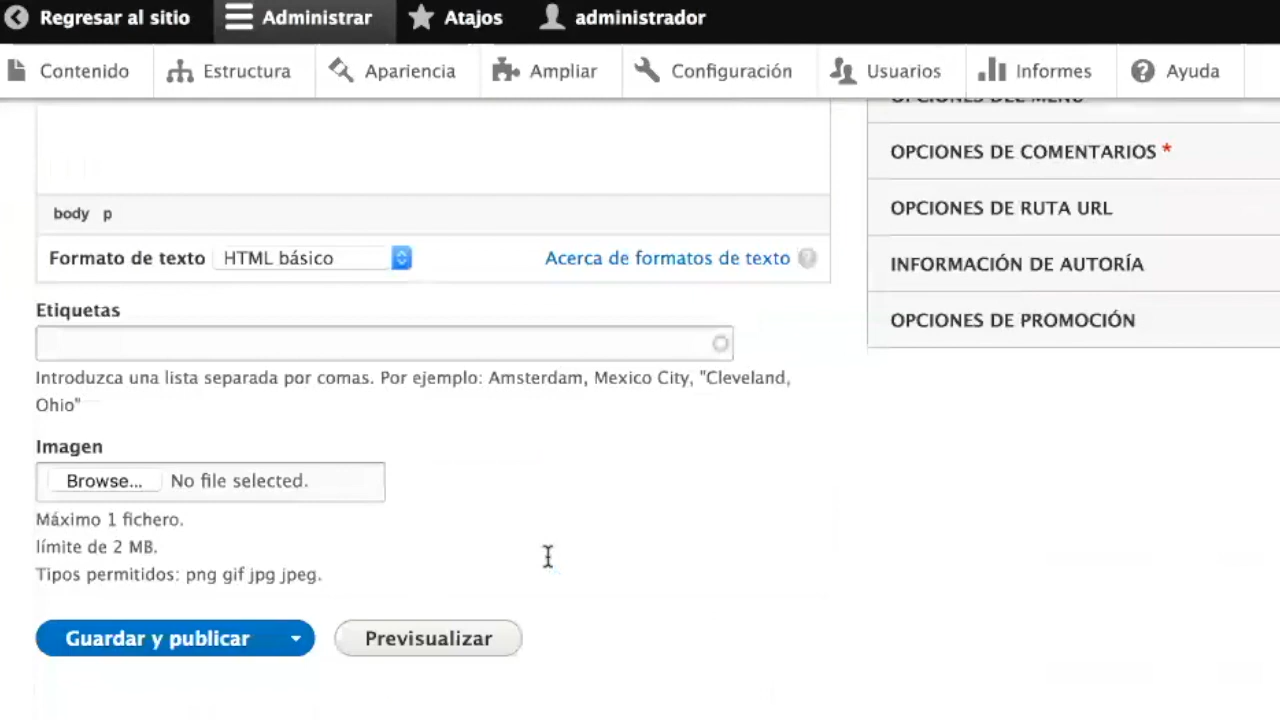 Regresar al sitio Administrar Atajos administrador
Contenido Estructura Apariencia Ampliar Configuración Usuarios Informes Ayuda
OPCIONES DEL MENÚ
OPCIONES DE COMENTARIOS *
OPCIONES DE RUTA URL
INFORMACIÓN DE AUTORÍA
OPCIONES DE PROMOCIÓN
body p
Formato de texto HTML básico Acerca de formatos de texto ?
Etiquetas
Introduzca una lista separada por comas. Por ejemplo: Amsterdam, Mexico City, "Cleveland,
Ohio"
Imagen
Browse... No file selected.
Máximo 1 fichero.
límite de 2 MB.
Tipos permitidos: png gif jpg jpeg.
Guardar y publicar Previsualizar